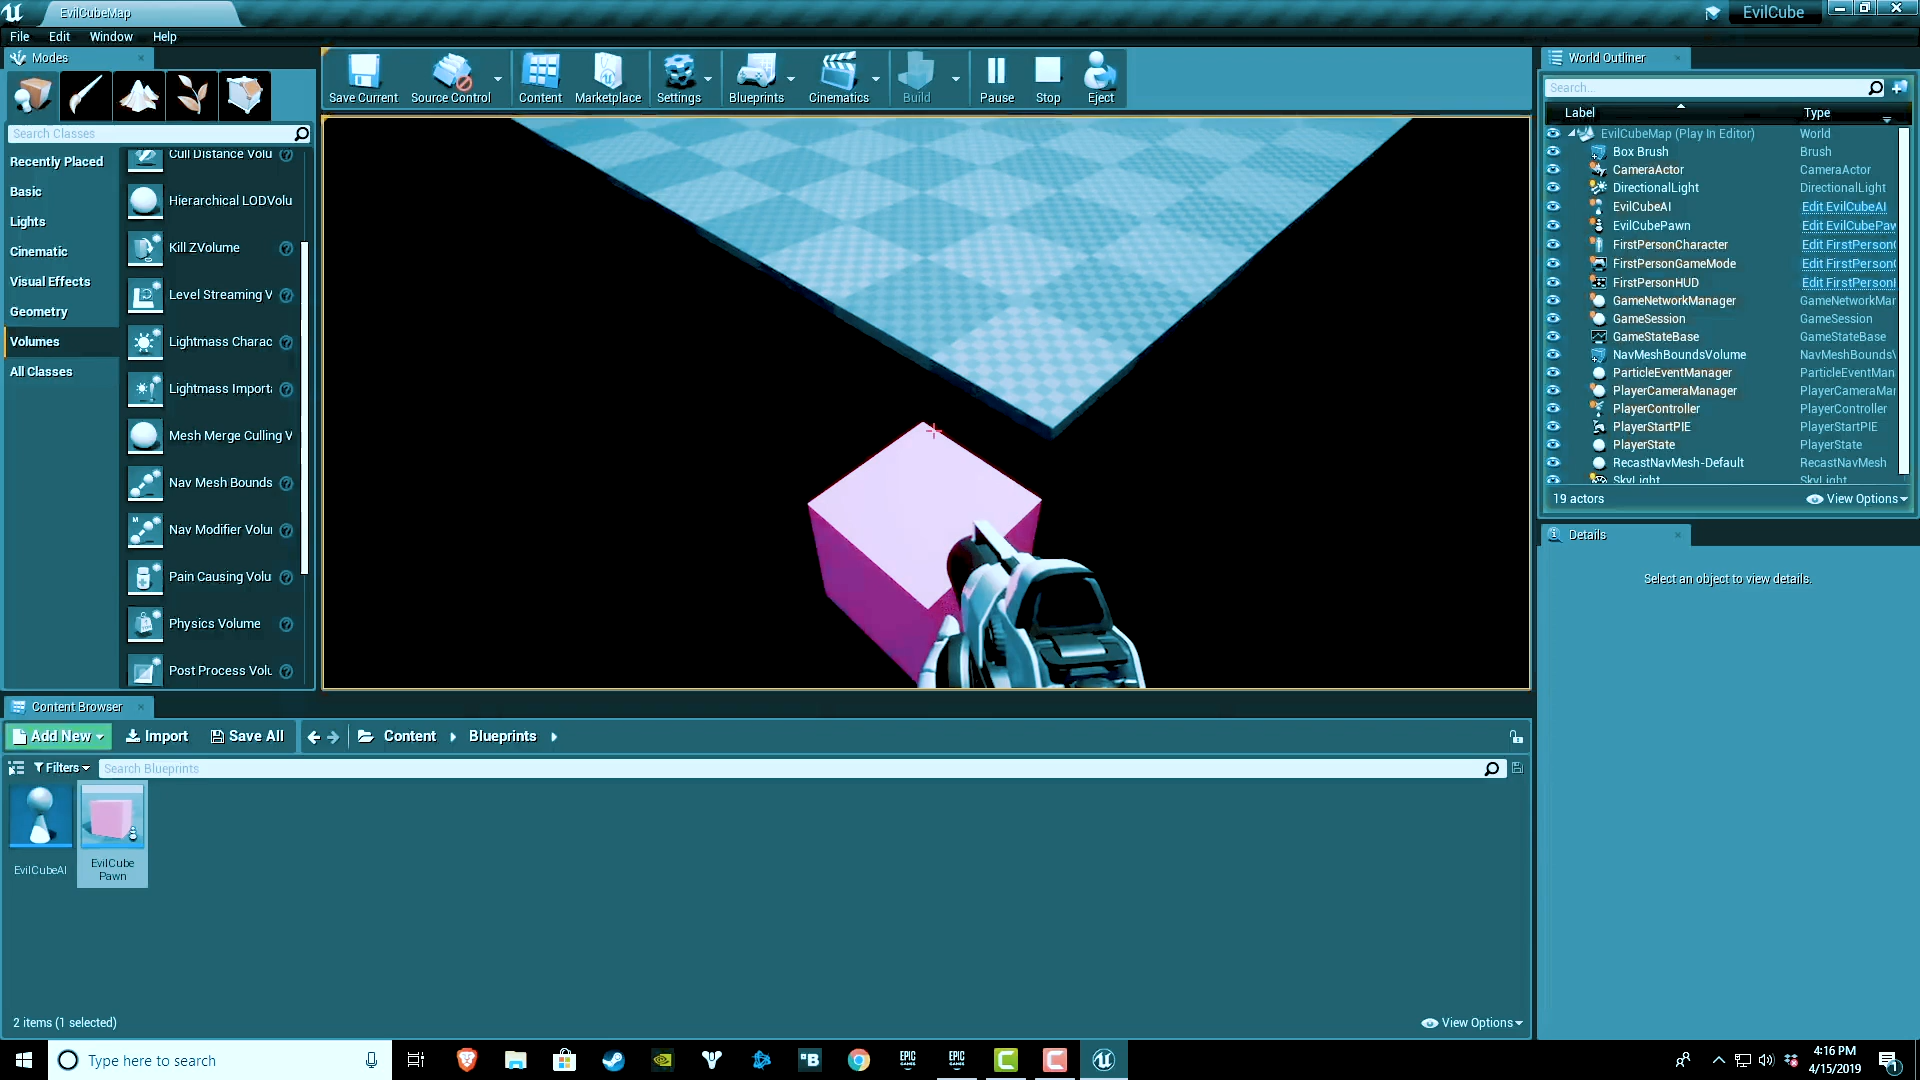 EvilCubeMap
EvilCube
File Edit Window Help
Modes
Save Current
Source Control
Content
Marketplace
Settings
Blueprints
Cinematics
Build
Pause
Stop
Eject
Search Classes
Recently Placed
Basic
Lights
Cinematic
Visual Effects
Geometry
Volumes
All Classes
Cull Distance Volu
Hierarchical LODVolu
Kill ZVolume
Level Streaming V
Lightmass Charac
Lightmass Importa
Mesh Merge Culling V
Nav Mesh Bounds
Nav Modifier Volu
Pain Causing Volu
Physics Volume
Post Process Volu
World Outliner
Search...
Label Type
EvilCubeMap (Play In Editor) World
Box Brush Brush
CameraActor CameraActor
DirectionalLight DirectionalLight
EvilCubeAI Edit EvilCubeAI
EvilCubePawn Edit EvilCubePaw
FirstPersonCharacter Edit FirstPerson
FirstPersonGameMode Edit FirstPerson
FirstPersonHUD Edit FirstPerson
GameNetworkManager GameNetworkMar
GameSession GameSession
GameStateBase GameStateBase
NavMeshBoundsVolume NavMeshBounds
ParticleEventManager ParticleEventMan
PlayerCameraManager PlayerCameraMar
PlayerController PlayerController
PlayerStartPIE PlayerStartPIE
PlayerState PlayerState
RecastNavMesh-Default RecastNavMesh
SkyLight SkyLight
19 actors View Options
Details
Select an object to view details.
Content Browser
Add New Import Save All Content Blueprints
Filters Search Blueprints
EvilCubeAI
EvilCube
Pawn
2 items (1 selected) View Options
Type here to search
EPIC
GAMES
EPIC
GAMES
B
4:16 PM
4/15/2019
1